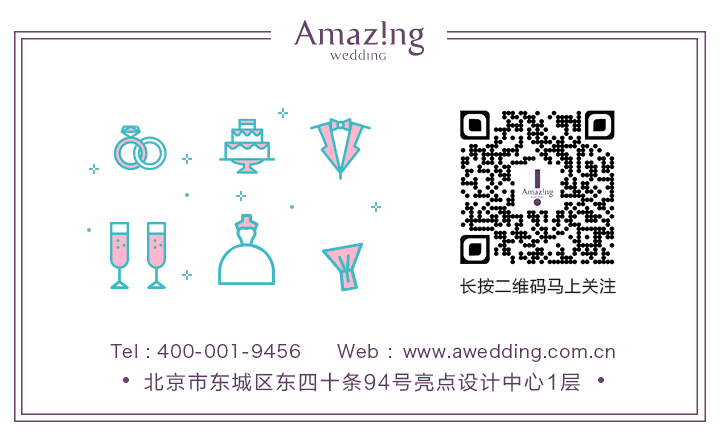 Amaz!ng
wedding
Amaz!ng
长按二维码马上关注
Tel : 400-001-9456 Web : www.awedding.com.cn
• 北京市东城区东四十条94号亮点设计中心1层 •